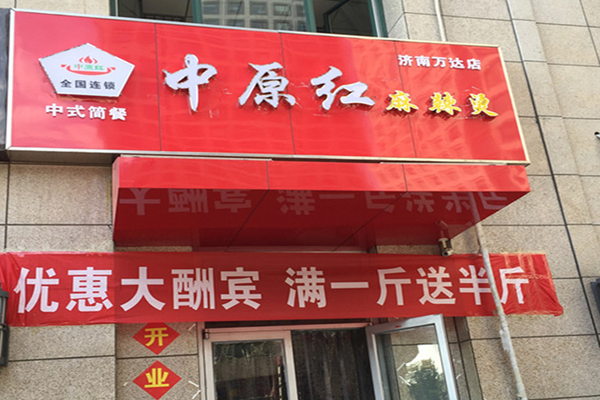 中原红
全国连锁
中式简餐
中原红麻辣烫
济南万达店
优惠大酬宾 满一斤送半斤
开
业